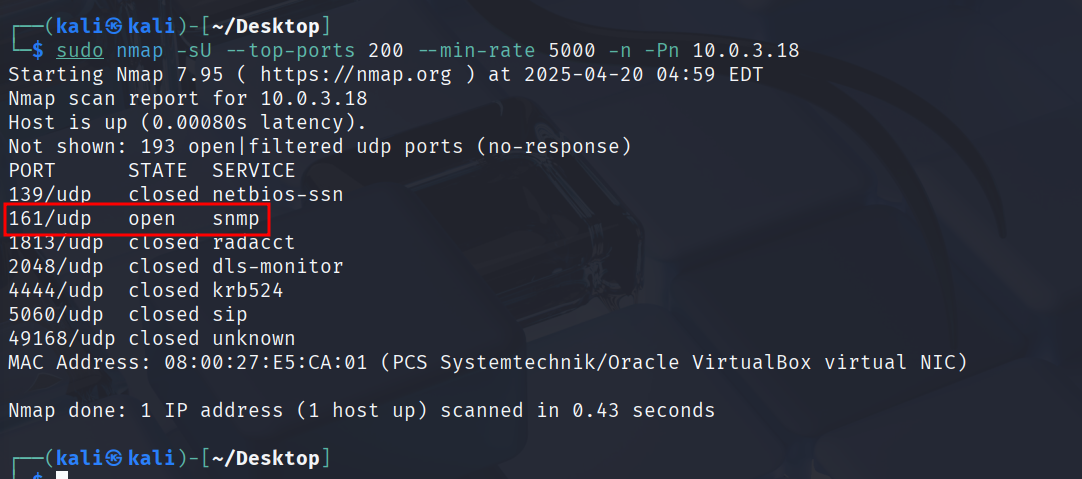 ┌──(kali㉿kali)-[~/Desktop]
└─$ sudo nmap -sU --top-ports 200 --min-rate 5000 -n -Pn 10.0.3.18
Starting Nmap 7.95 ( https://nmap.org ) at 2025-04-20 04:59 EDT
Nmap scan report for 10.0.3.18
Host is up (0.00080s latency).
Not shown: 193 open|filtered udp ports (no-response)
PORT      STATE  SERVICE
139/udp   closed netbios-ssn
161/udp   open   snmp
1813/udp  closed radacct
2048/udp  closed dls-monitor
4444/udp  closed krb524
5060/udp  closed sip
49168/udp closed unknown
MAC Address: 08:00:27:E5:CA:01 (PCS Systemtechnik/Oracle VirtualBox virtual NIC)
Nmap done: 1 IP address (1 host up) scanned in 0.43 seconds
┌──(kali㉿kali)-[~/Desktop]
└─$